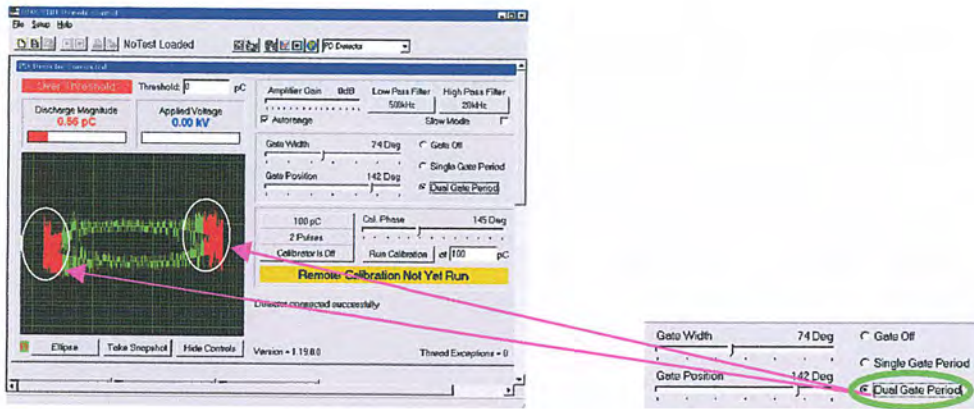 File Setup Help
NoTest Loaded
PD Detector
Over Threshold
Threshold: 0 pC
Discharge Magnitude
0.56 pC
Applied Voltage
0.00 kV
Amplifier Gain 0dB
Autorange
Low Pass Filter
500kHz
High Pass Filter
20kHz
Slow Mode
Gate Width 74 Deg
Gate Position 142 Deg
Gate Off
Single Gate Period
Dual Gate Period
100 pC
2 Pulses
Calibrator Is Off
Cal. Phase 145 Deg
Run Calibration at 100 pC
Remote Calibration Not Yet Run
Detector connected successfully
Ellipse
Take Snapshot
Hide Controls
Version = 1.19.0.0
Thread Exceptions = 0
Gate Width 74 Deg
Gate Position 142 Deg
Gate Off
Single Gate Period
Dual Gate Period